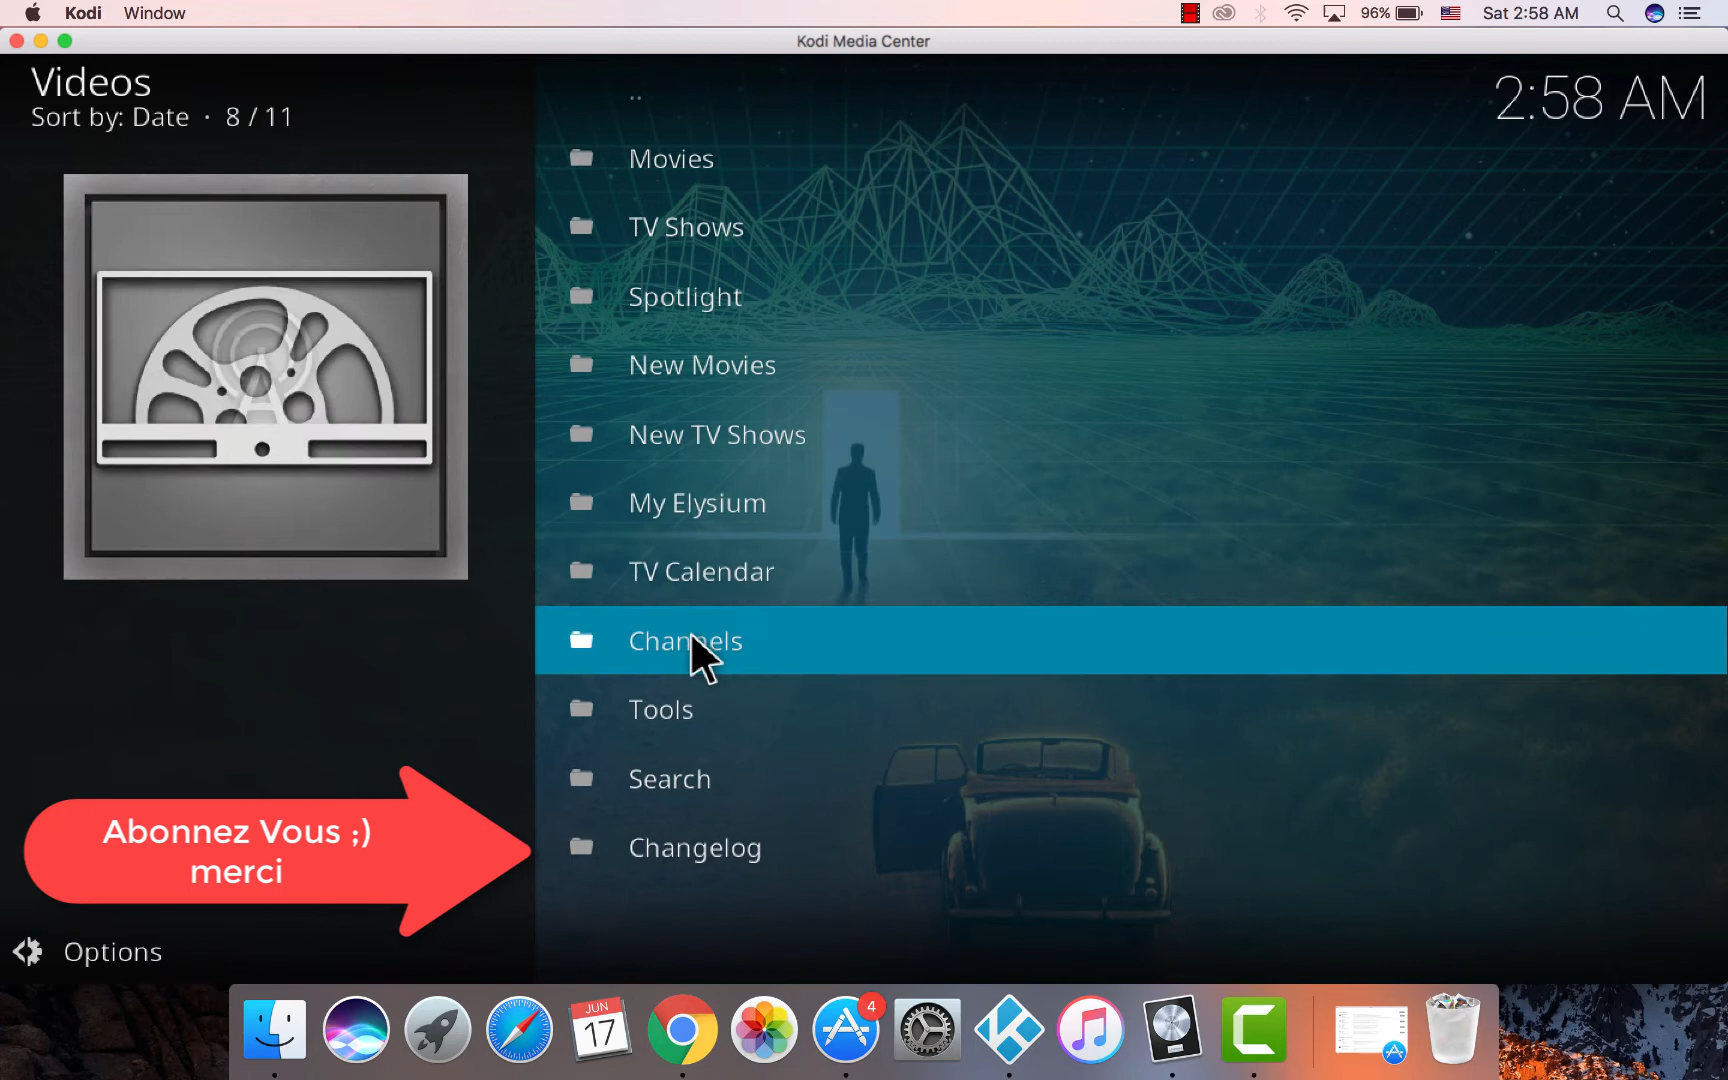 Kodi Window 96% Sat 2:58 AM
Kodi Media Center
Videos
Sort by: Date · 8 / 11
2:58 AM
..
Movies
TV Shows
Spotlight
New Movies
New TV Shows
My Elysium
TV Calendar
Channels
Tools
Search
Changelog
Abonnez Vous ;)
merci
Options
JUN
17
4